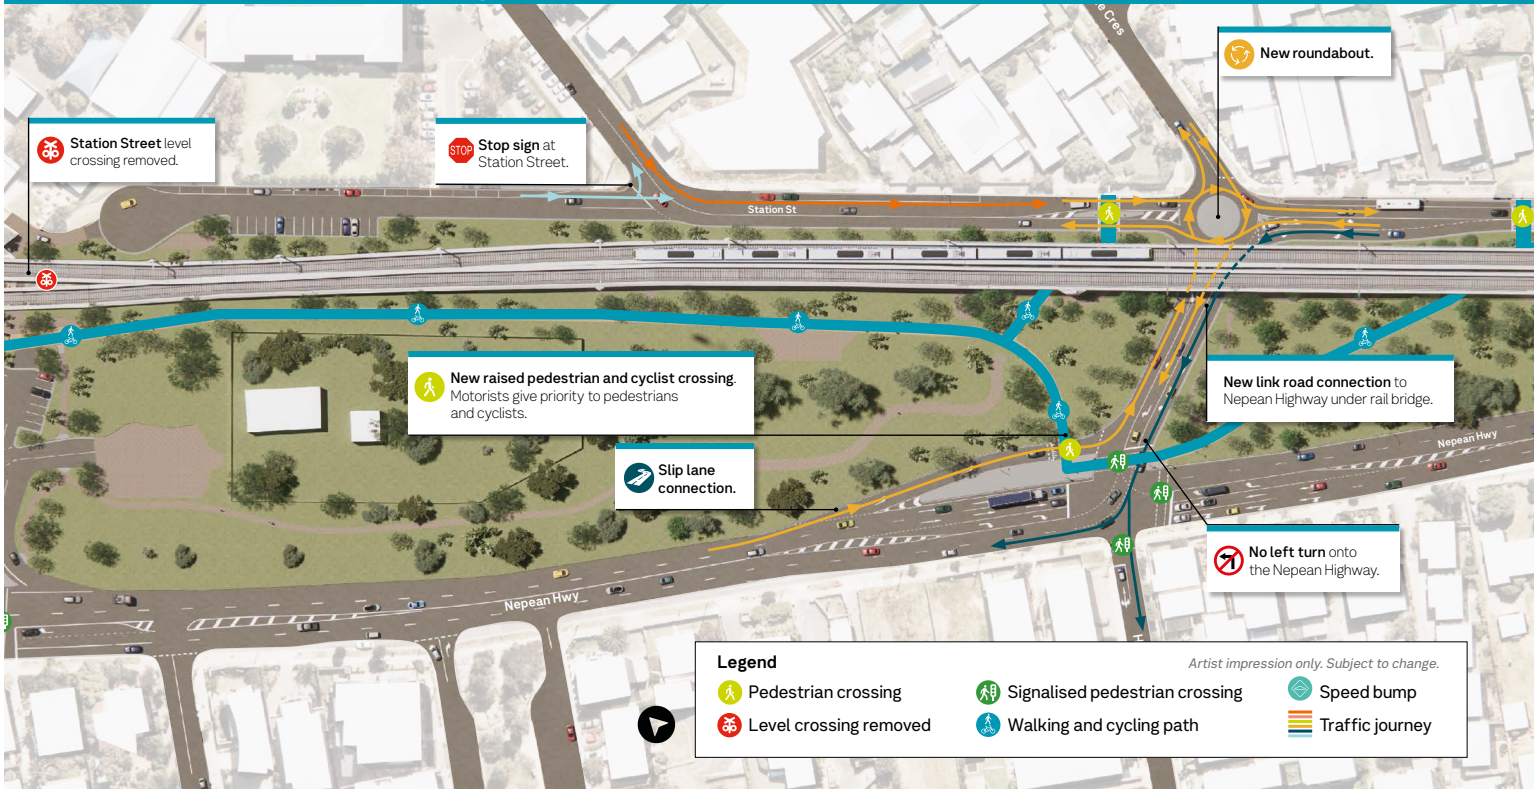 e Cres
New roundabout.
Station Street level
crossing removed.
STOP
Stop sign at
Station Street.
Station St
New raised pedestrian and cyclist crossing.
Motorists give priority to pedestrians
and cyclists.
New link road connection to
Nepean Highway under rail bridge.
Nepean Hwy
Slip lane
connection.
No left turn onto
the Nepean Highway.
Nepean Hwy
H
Legend
Artist impression only. Subject to change.
Pedestrian crossing
Signalised pedestrian crossing
Speed bump
Level crossing removed
Walking and cycling path
Traffic journey